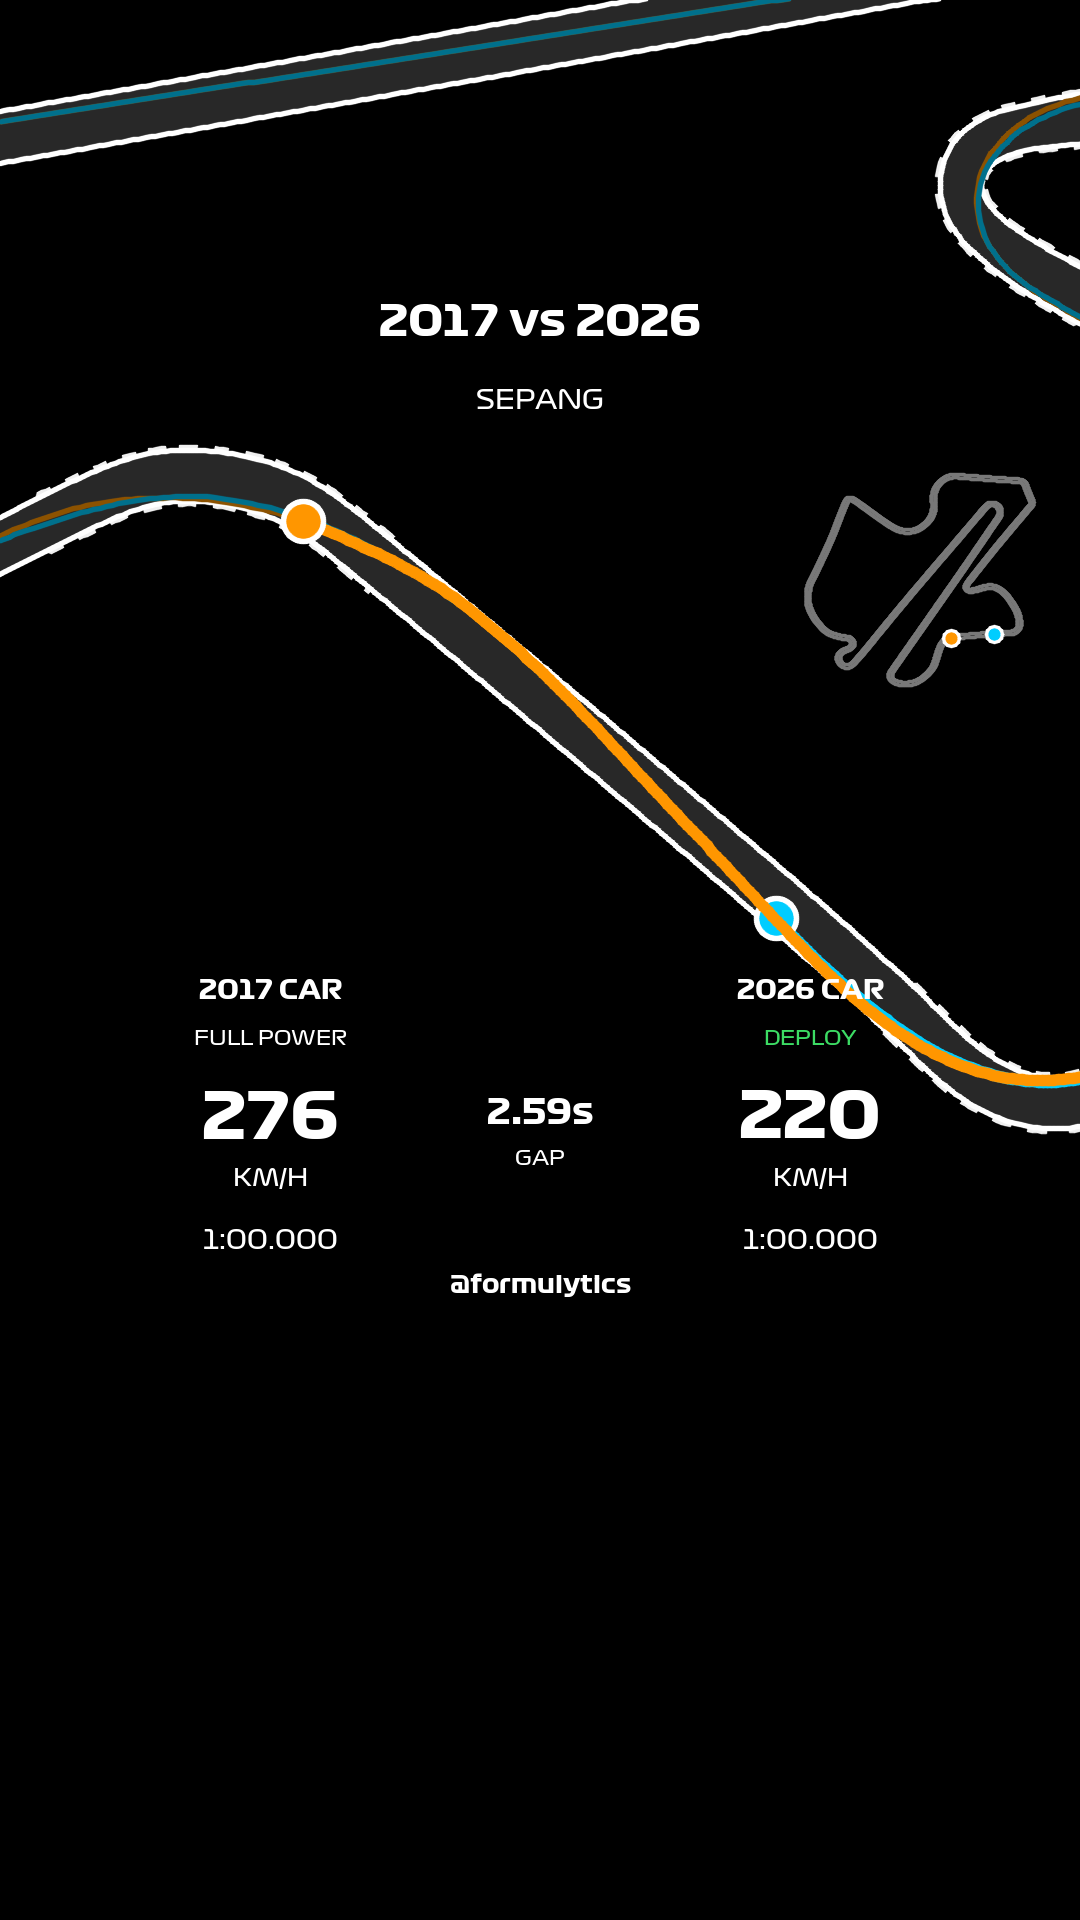 2017 vs 2026
SEPANG
2017 CAR
FULL POWER
276
KM/H
1:00.000
2.59s
GAP
2026 CAR
DEPLOY
220
KM/H
1:00.000
@formulytics